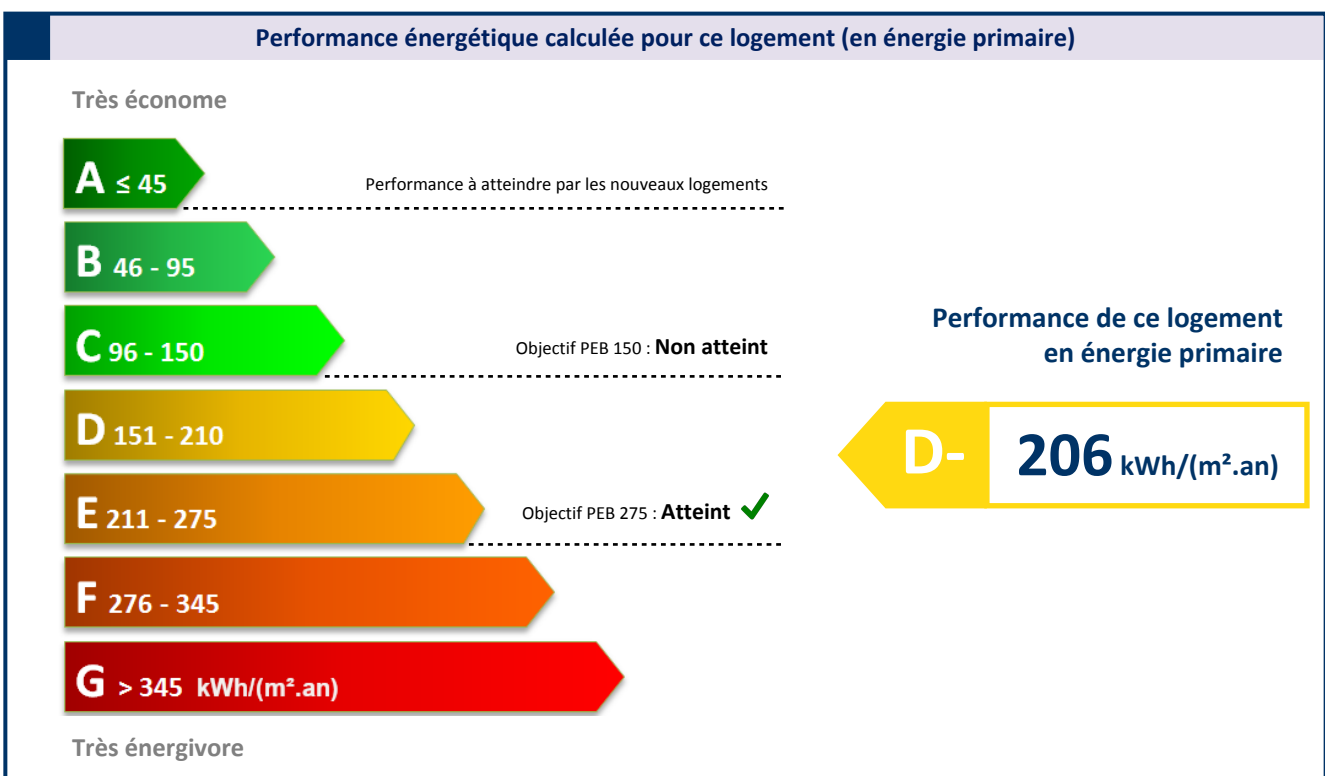 Performance énergétique calculée pour ce logement (en énergie primaire)
Très économe
A ≤ 45
Performance à atteindre par les nouveaux logements
B 46 - 95
C 96 - 150
Objectif PEB 150 : Non atteint
D 151 - 210
E 211 - 275
Objectif PEB 275 : Atteint ✓
F 276 - 345
G > 345 kWh/(m².an)
Très énergivore
Performance de ce logement
en énergie primaire
D- 206 kWh/(m².an)